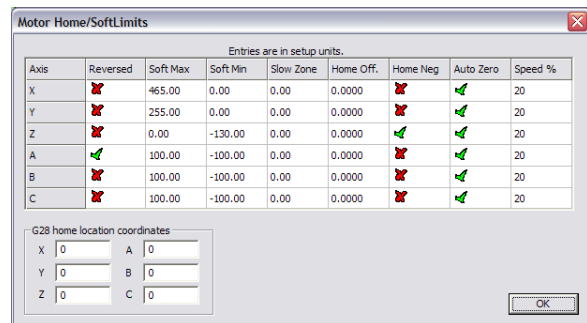 Motor Home/SoftLimits
Entries are in setup units.
Axis Reversed Soft Max Soft Min Slow Zone Home Off. Home Neg Auto Zero Speed %
X 465.00 0.00 0.00 0.0000 20
Y 255.00 0.00 0.00 0.0000 20
Z 0.00 -130.00 0.00 0.0000 20
A 100.00 -100.00 0.00 0.0000 20
B 100.00 -100.00 0.00 0.0000 20
C 100.00 -100.00 0.00 0.0000 20
G28 home location coordinates
X 0 A 0
Y 0 B 0
Z 0 C 0
OK